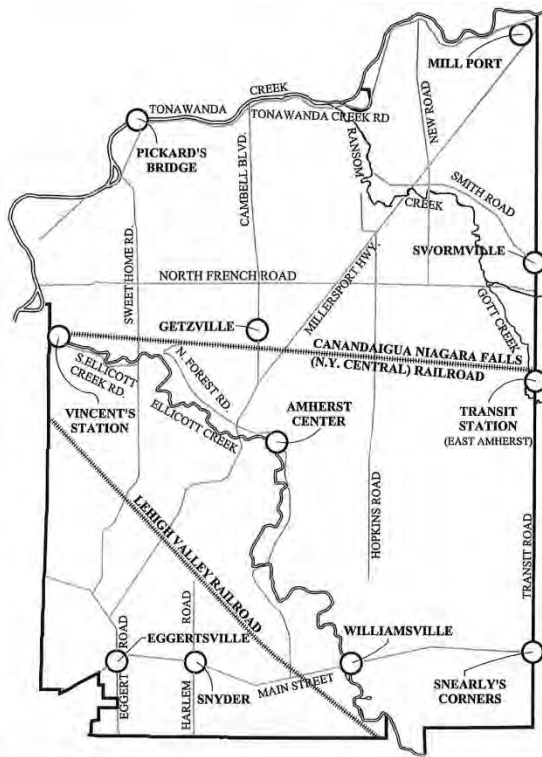 MILL PORT
CREEK
TONAWANDA
TONAWANDA CREEK RD
PICKARD'S
BRIDGE
CAMBELL BLVD.
RANSOM
CREEK
NEW ROAD
SMITH ROAD
SWORMVILLE
SWEET HOME RD.
NORTH FRENCH ROAD
MILLERSPORT HWY.
GOTT CREEK
GETZVILLE
CANANDAIGUA NIAGARA FALLS
(N.Y. CENTRAL) RAILROAD
S.ELLICOTT
CREEK RD.
N. FOREST RD.
VINCENT'S
STATION
ELLICOTT CREEK
AMHERST
CENTER
TRANSIT
STATION
(EAST AMHERST)
HOPKINS ROAD
LEHIGH VALLEY RAILROAD
TRANSIT ROAD
EGGERT ROAD
EGGERTSVILLE
HARLEM ROAD
SNYDER
MAIN STREET
WILLIAMSVILLE
SNEARLY'S
CORNERS